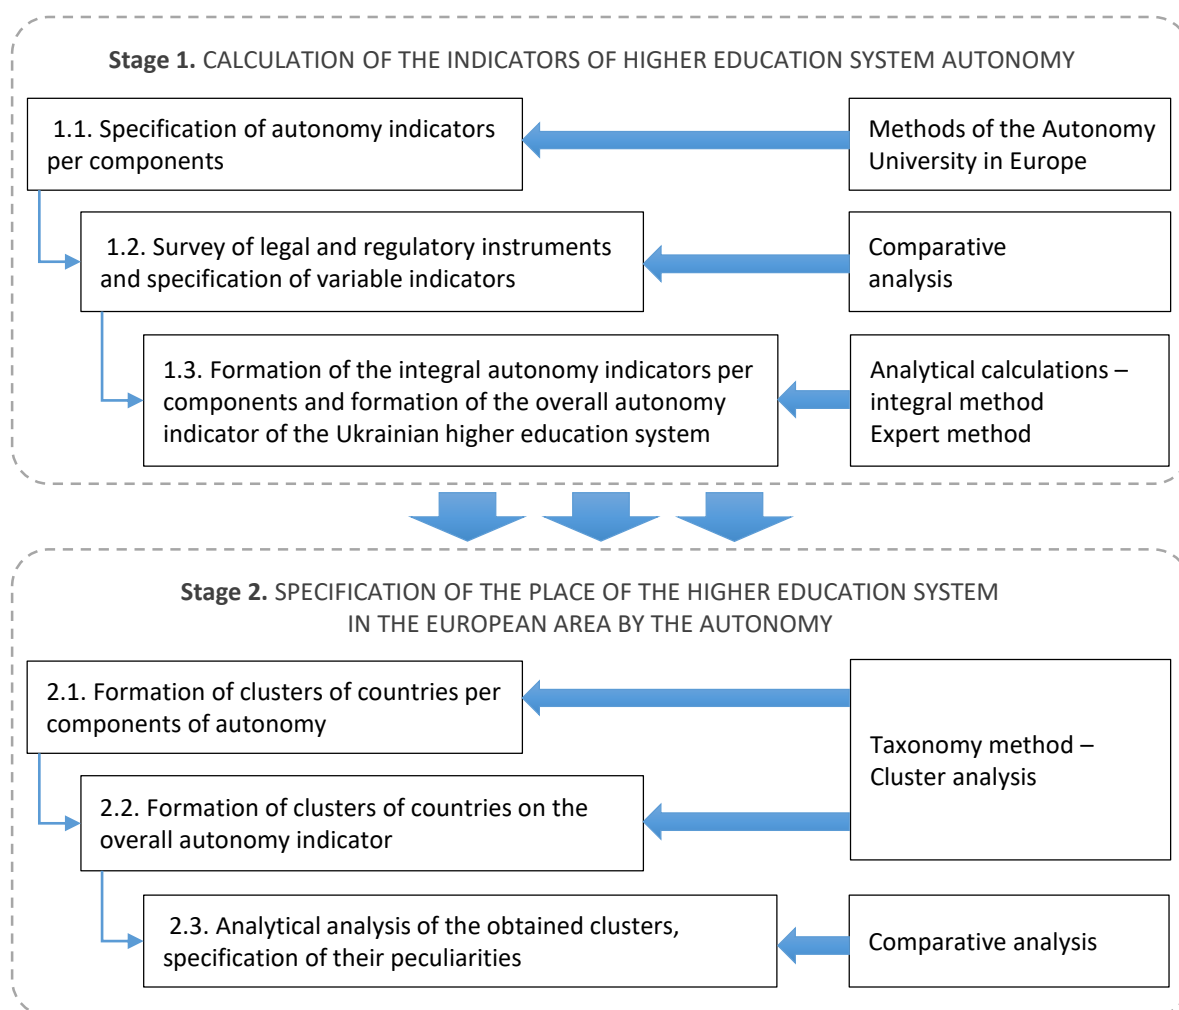 Stage 1. CALCULATION OF THE INDICATORS OF HIGHER EDUCATION SYSTEM AUTONOMY
1.1. Specification of autonomy indicators
per components
Methods of the Autonomy
University in Europe
1.2. Survey of legal and regulatory instruments
and specification of variable indicators
Comparative
analysis
1.3. Formation of the integral autonomy indicators per
components and formation of the overall autonomy
indicator of the Ukrainian higher education system
Analytical calculations –
integral method
Expert method
Stage 2. SPECIFICATION OF THE PLACE OF THE HIGHER EDUCATION SYSTEM
IN THE EUROPEAN AREA BY THE AUTONOMY
2.1. Formation of clusters of countries per
components of autonomy
Taxonomy method –
Cluster analysis
2.2. Formation of clusters of countries on the
overall autonomy indicator
2.3. Analytical analysis of the obtained clusters,
specification of their peculiarities
Comparative analysis